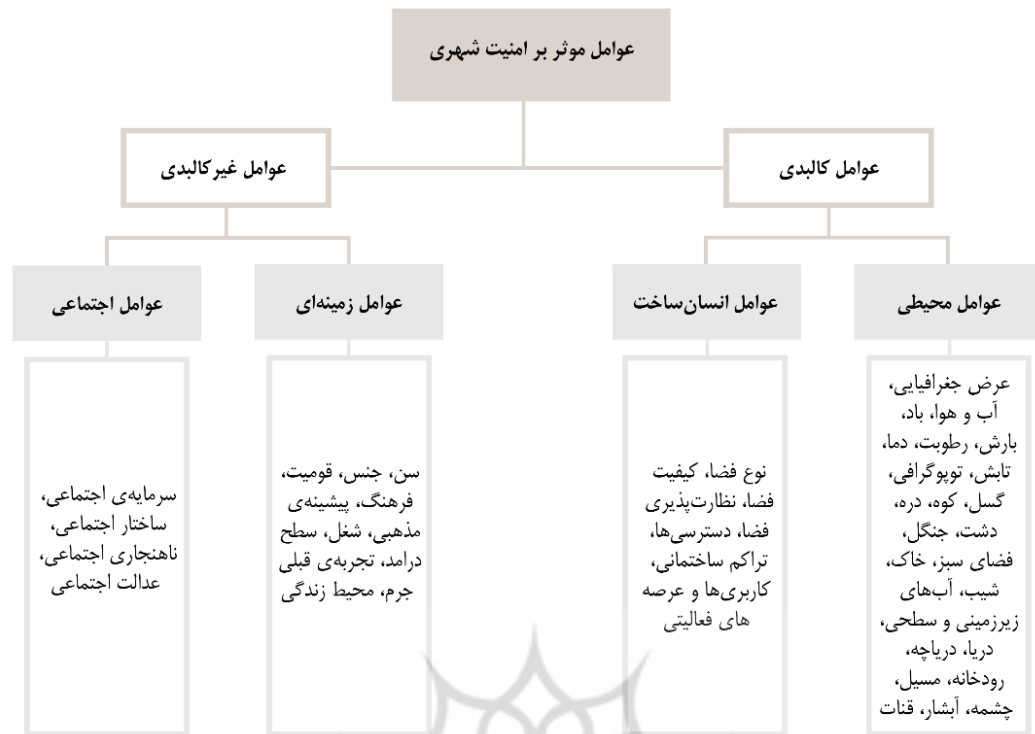 عوامل موثر بر امنیت شهری
عوامل کالبدی
عوامل غیرکالبدی
عوامل محیطی
عوامل انسان‌ساخت
عوامل زمینه‌ای
عوامل اجتماعی
عرض جغرافیایی،
آب و هوا، باد،
بارش، رطوبت، دما،
تابش، توپوگرافی،
گسل، کوه، دره،
دشت، جنگل،
فضای سبز، خاک،
شیب، آب‌های
زیرزمینی و سطحی،
دریا، دریاچه،
رودخانه، مسیل،
چشمه، آبشار، قنات
نوع فضا، کیفیت
فضا، نظارت‌پذیری
فضا، دسترسی‌ها،
تراکم ساختمانی،
کاربری‌ها و عرصه
های فعالیتی
سن، جنس، قومیت،
فرهنگ، پیشینه‌ی
مذهبی، شغل، سطح
درامد، تجربه‌ی قبلی
جرم، محیط زندگی
سرمایه‌ی اجتماعی،
ساختار اجتماعی،
ناهنجاری اجتماعی،
عدالت اجتماعی